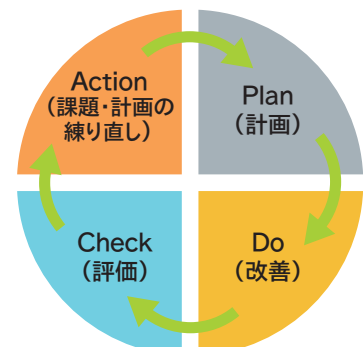 Action
（課題・計画の
練り直し）
Plan
（計画）
Do
（改善）
Check
（評価）